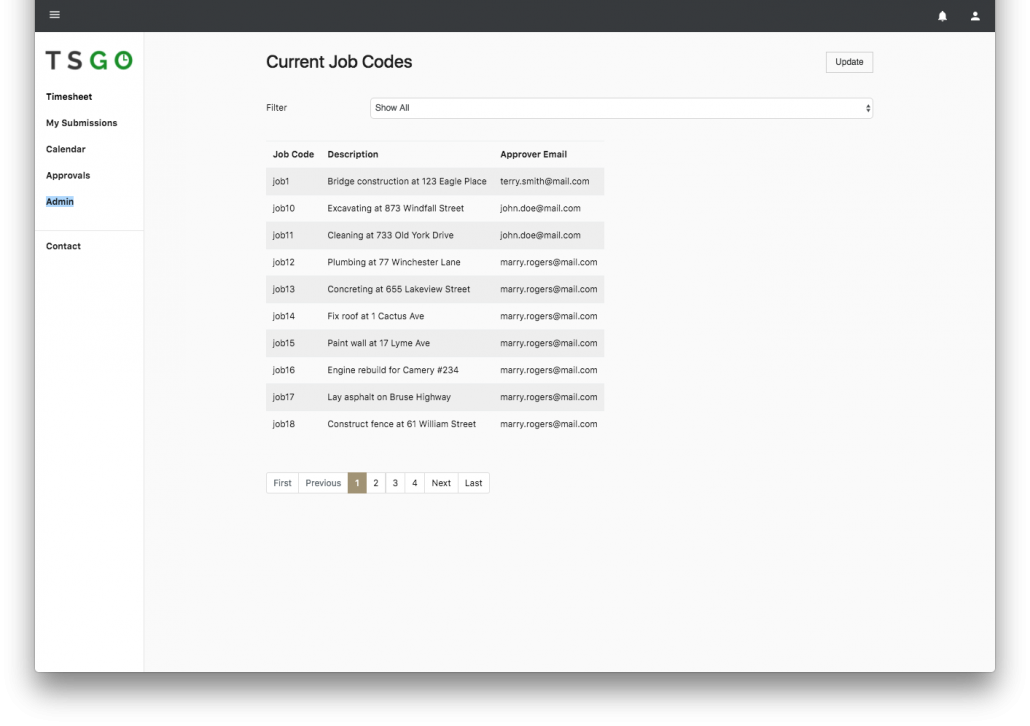 TSGO
Current Job Codes
Update
Timesheet
My Submissions
Calendar
Approvals
Admin
Contact
Filter
Show All
Job Code Description Approver Email
job1 Bridge construction at 123 Eagle Place terry.smith@mail.com
job10 Excavating at 873 Windfall Street john.doe@mail.com
job11 Cleaning at 733 Old York Drive john.doe@mail.com
job12 Plumbing at 77 Winchester Lane marry.rogers@mail.com
job13 Concreting at 655 Lakeview Street marry.rogers@mail.com
job14 Fix roof at 1 Cactus Ave marry.rogers@mail.com
job15 Paint wall at 17 Lyme Ave marry.rogers@mail.com
job16 Engine rebuild for Camery #234 marry.rogers@mail.com
job17 Lay asphalt on Bruse Highway marry.rogers@mail.com
job18 Construct fence at 61 William Street marry.rogers@mail.com
First Previous 1 2 3 4 Next Last